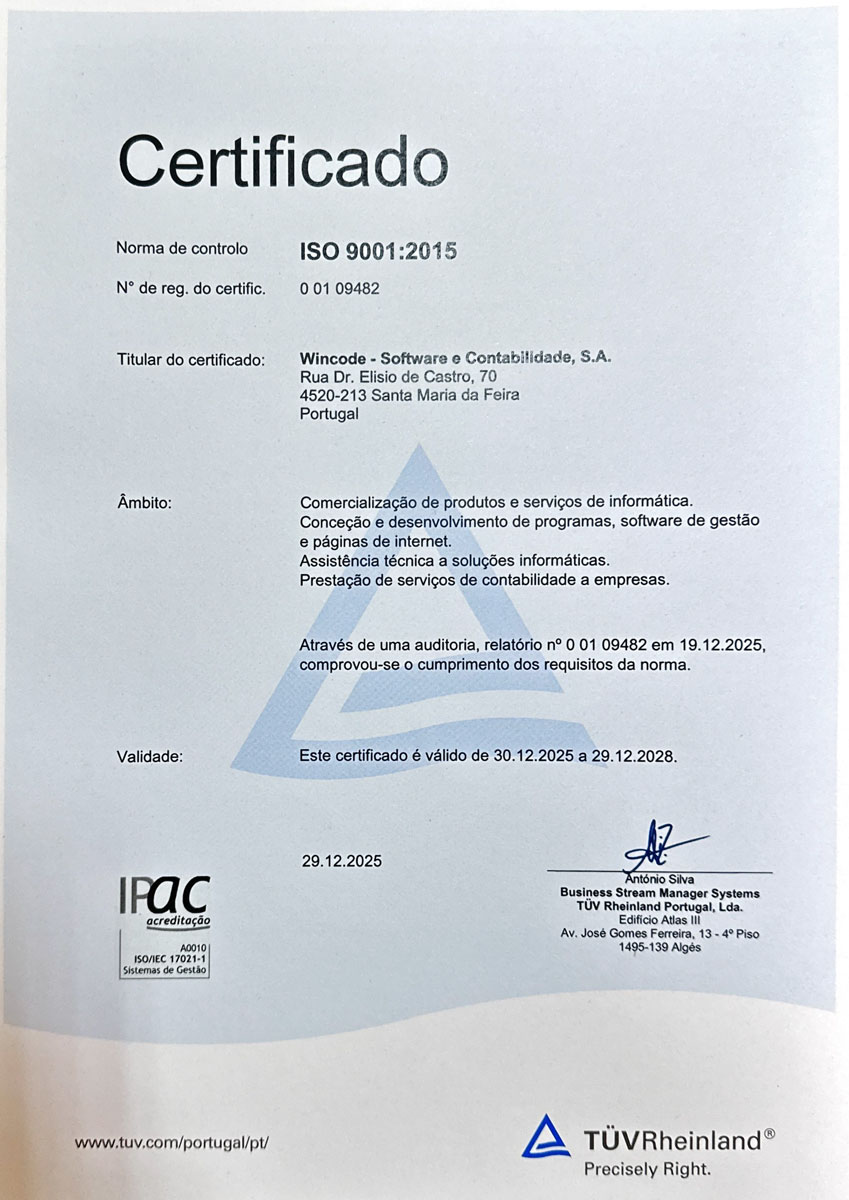 Certificado
Norma de controlo ISO 9001:2015
N° de reg. do certific. 0 01 09482
Titular do certificado: Wincode - Software e Contabilidade, S.A.
Rua Dr. Elisio de Castro, 70
4520-213 Santa Maria da Feira
Portugal
Âmbito: Comercialização de produtos e serviços de informática.
Conceção e desenvolvimento de programas, software de gestão
e páginas de internet.
Assistência técnica a soluções informáticas.
Prestação de serviços de contabilidade a empresas.
Através de uma auditoria, relatório nº 0 01 09482 em 19.12.2025,
comprovou-se o cumprimento dos requisitos da norma.
Validade: Este certificado é válido de 30.12.2025 a 29.12.2028.
29.12.2025
António Silva
Business Stream Manager Systems
TÜV Rheinland Portugal, Lda.
Edifício Atlas III
Av. José Gomes Ferreira, 13 - 4º Piso
1495-139 Algés
IPac
acreditação
A0010
ISO/IEC 17021-1
Sistemas de Gestão
www.tuv.com/portugal/pt/
TÜVRheinland®
Precisely Right.